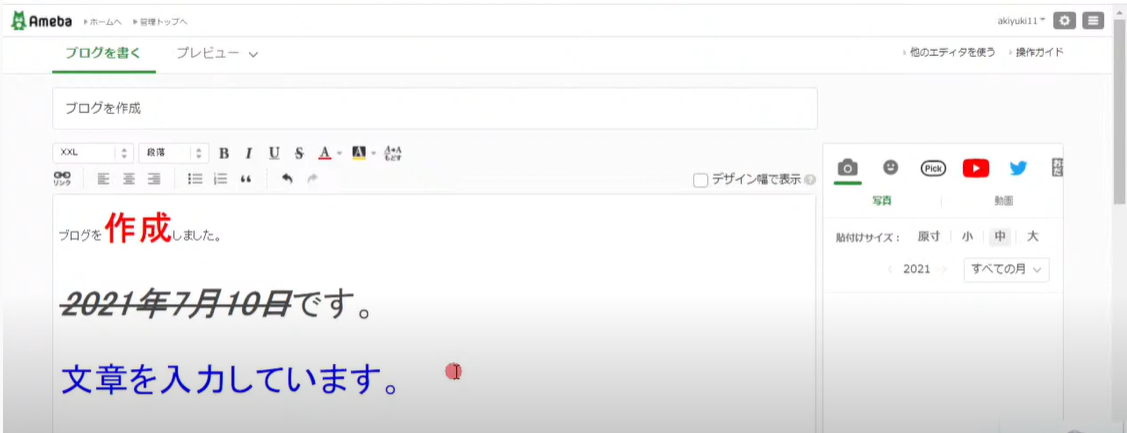 Ameba ホームへ 管理トップへ akiyuki11
ブログを書く プレビュー 他のエディタを使う 操作ガイド
ブログを作成
XXL 段落 B I U S A A A→A もどす
リンク デザイン幅で表示
Pick
写真 動画
貼付けサイズ： 原寸 小 中 大
2021 すべての月
ブログを作成しました。
2021年7月10日です。
文章を入力しています。